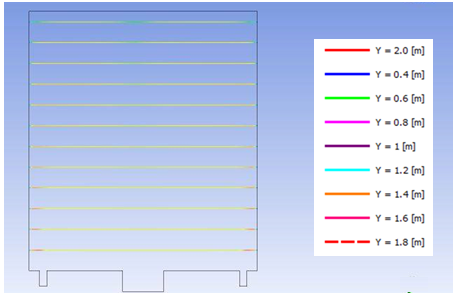 Y = 2.0 [m]
Y = 0.4 [m]
Y = 0.6 [m]
Y = 0.8 [m]
Y = 1 [m]
Y = 1.2 [m]
Y = 1.4 [m]
Y = 1.6 [m]
Y = 1.8 [m]